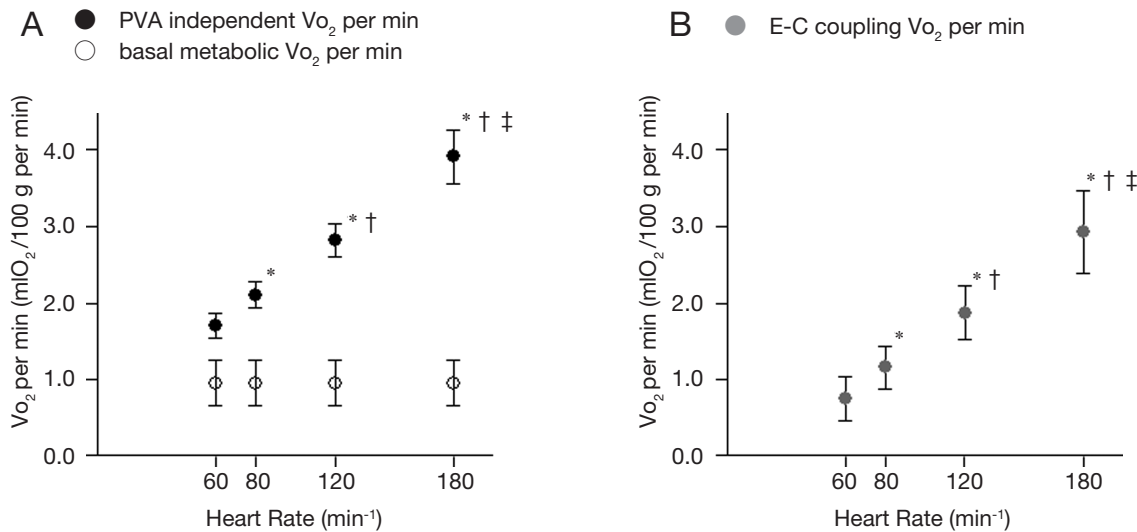 A
PVA independent Vo₂ per min
basal metabolic Vo₂ per min
Vo₂ per min (mlO₂/100 g per min)
4.0
3.0
2.0
1.0
0.0
*
* †
* † ‡
60 80 120 180
Heart Rate (min⁻¹)
B
E-C coupling Vo₂ per min
Vo₂ per min (mlO₂/100 g per min)
4.0
3.0
2.0
1.0
0.0
*
* †
* † ‡
60 80 120 180
Heart Rate (min⁻¹)